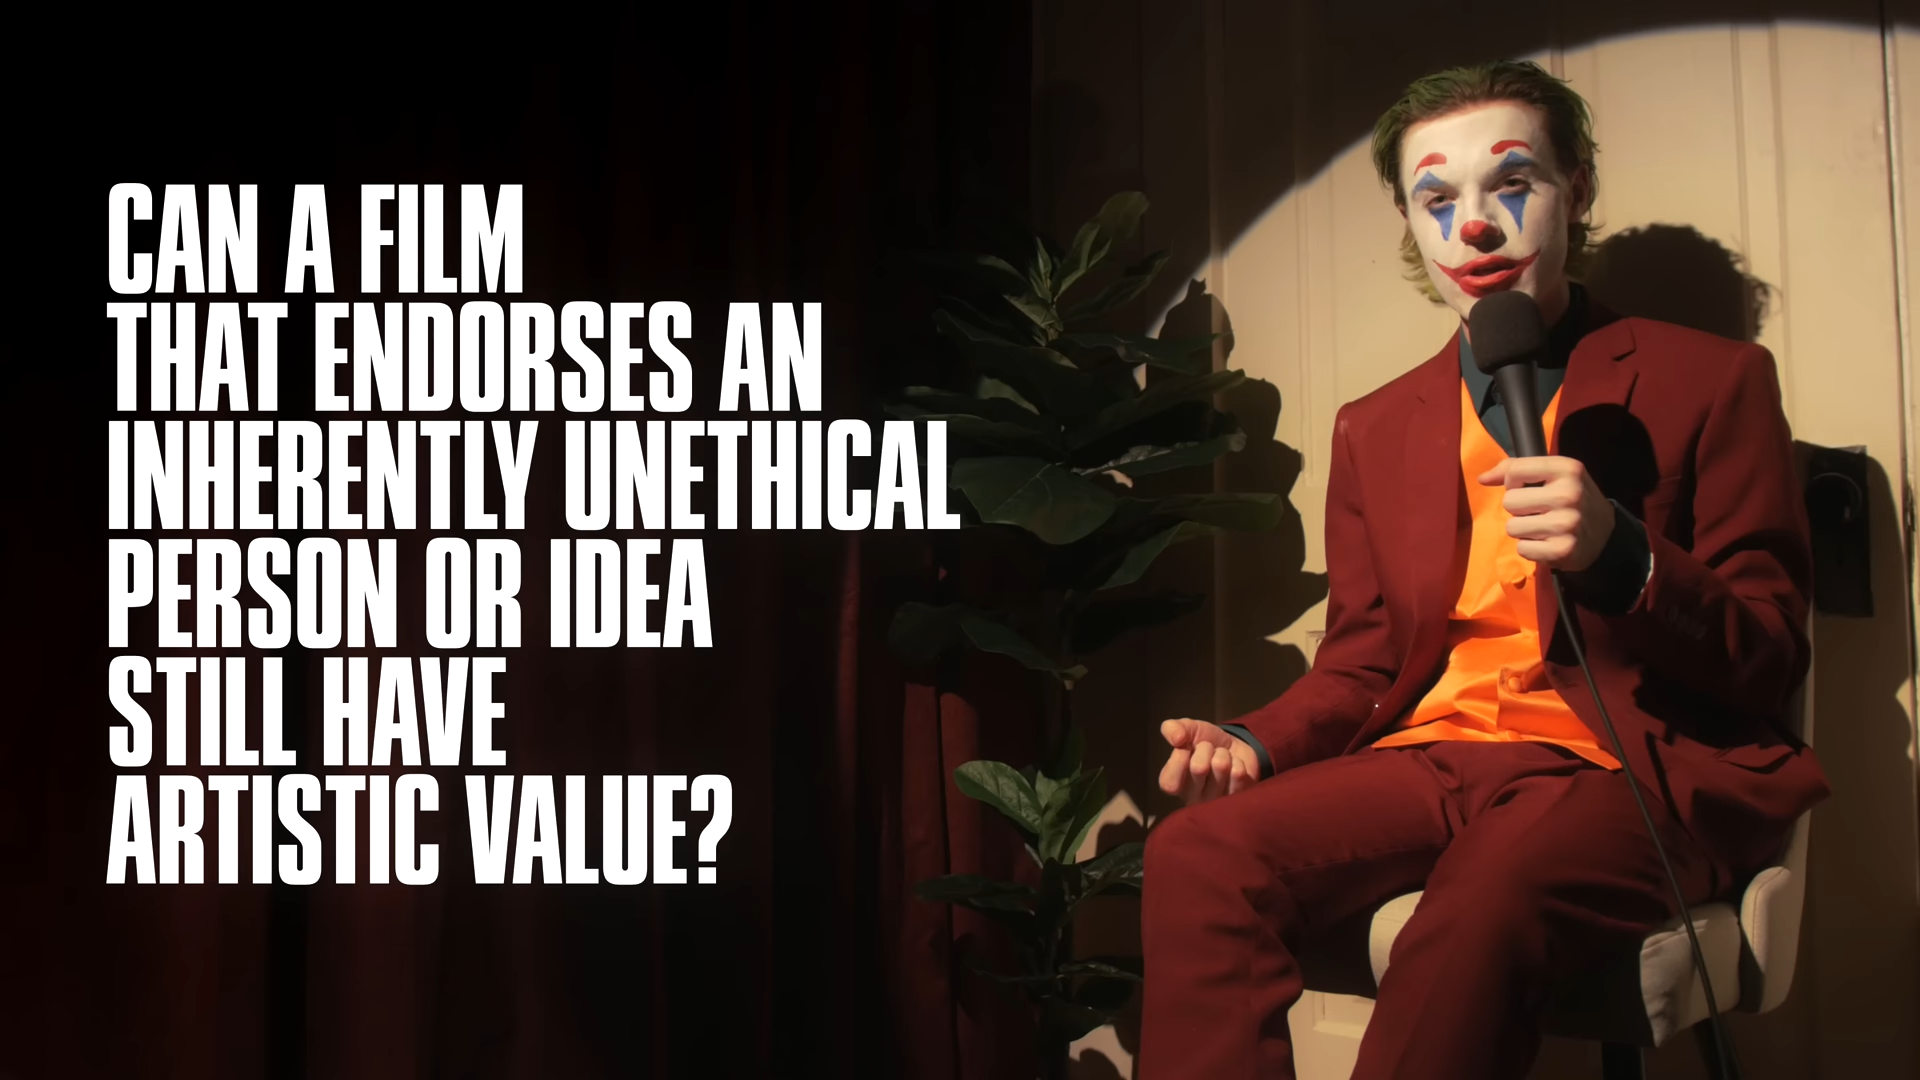 CAN A FILM
THAT ENDORSES AN
INHERENTLY UNETHICAL
PERSON OR IDEA
STILL HAVE
ARTISTIC VALUE?